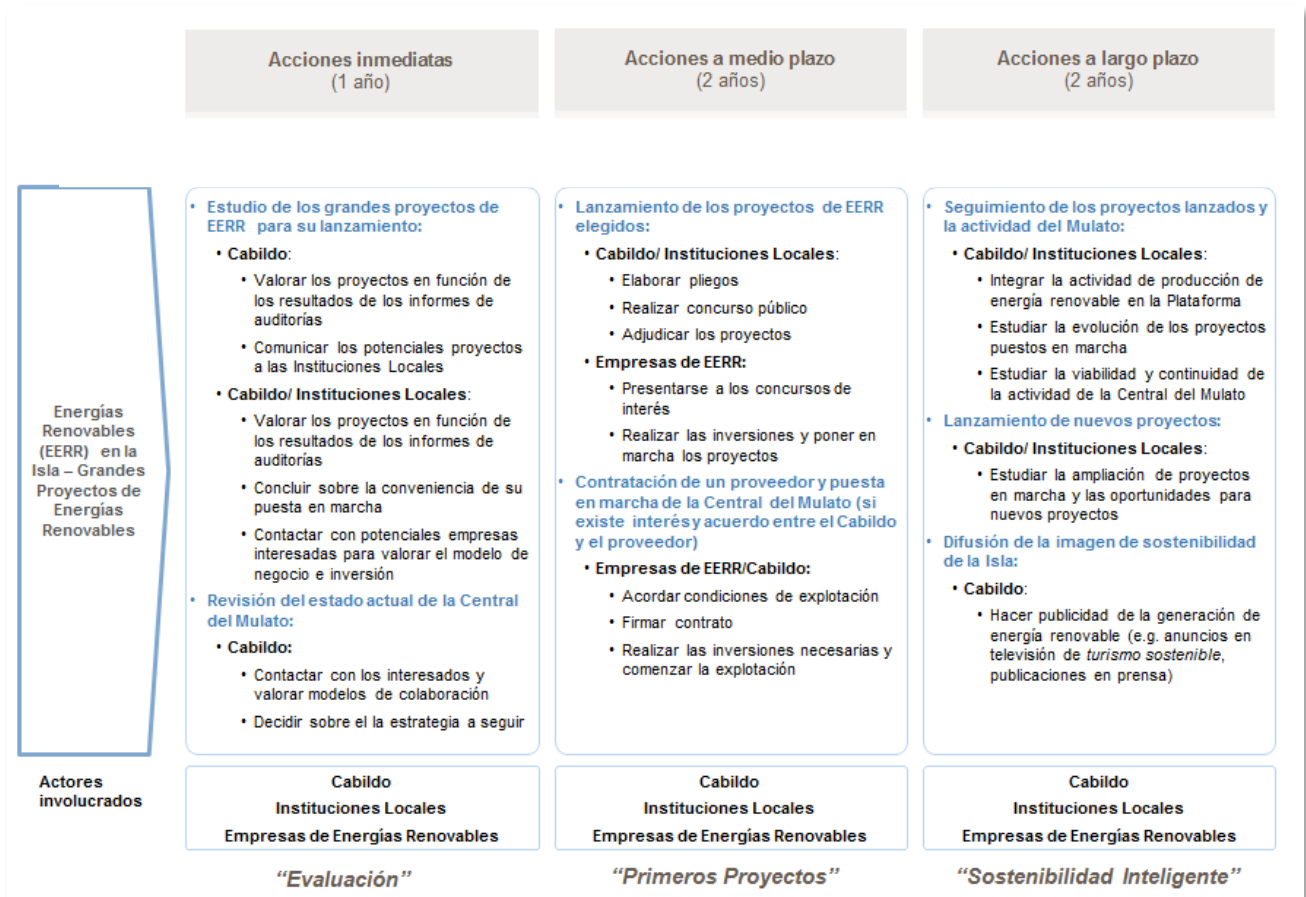 Acciones inmediatas
(1 año)
Acciones a medio plazo
(2 años)
Acciones a largo plazo
(2 años)
Energías
Renovables
(EERR) en la
Isla – Grandes
Proyectos de
Energías
Renovables
• Estudio de los grandes proyectos de
EERR para su lanzamiento:
• Cabildo:
• Valorar los proyectos en función de
los resultados de los informes de
auditorías
• Comunicar los potenciales proyectos
a las Instituciones Locales
• Cabildo/ Instituciones Locales:
• Valorar los proyectos en función de
los resultados de los informes de
auditorías
• Concluir sobre la conveniencia de su
puesta en marcha
• Contactar con potenciales empresas
interesadas para valorar el modelo de
negocio e inversión
• Revisión del estado actual de la Central
del Mulato:
• Cabildo:
• Contactar con los interesados y
valorar modelos de colaboración
• Decidir sobre el la estrategia a seguir
• Lanzamiento de los proyectos de EERR
elegidos:
• Cabildo/ Instituciones Locales:
• Elaborar pliegos
• Realizar concurso público
• Adjudicar los proyectos
• Empresas de EERR:
• Presentarse a los concursos de
interés
• Realizar las inversiones y poner en
marcha los proyectos
• Contratación de un proveedor y puesta
en marcha de la Central del Mulato (si
existe interés y acuerdo entre el Cabildo
y el proveedor)
• Empresas de EERR/Cabildo:
• Acordar condiciones de explotación
• Firmar contrato
• Realizar las inversiones necesarias y
comenzar la explotación
• Seguimiento de los proyectos lanzados y
la actividad del Mulato:
• Cabildo/ Instituciones Locales:
• Integrar la actividad de producción de
energía renovable en la Plataforma
• Estudiar la evolución de los proyectos
puestos en marcha
• Estudiar la viabilidad y continuidad de
la actividad de la Central del Mulato
• Lanzamiento de nuevos proyectos:
• Cabildo/ Instituciones Locales:
• Estudiar la ampliación de proyectos
en marcha y las oportunidades para
nuevos proyectos
• Difusión de la imagen de sostenibilidad
de la Isla:
• Cabildo:
• Hacer publicidad de la generación de
energía renovable (e.g. anuncios en
televisión de turismo sostenible,
publicaciones en prensa)
Actores
involucrados
Cabildo
Instituciones Locales
Empresas de Energías Renovables
Cabildo
Instituciones Locales
Empresas de Energías Renovables
Cabildo
Instituciones Locales
Empresas de Energías Renovables
“Evaluación”
“Primeros Proyectos”
“Sostenibilidad Inteligente”